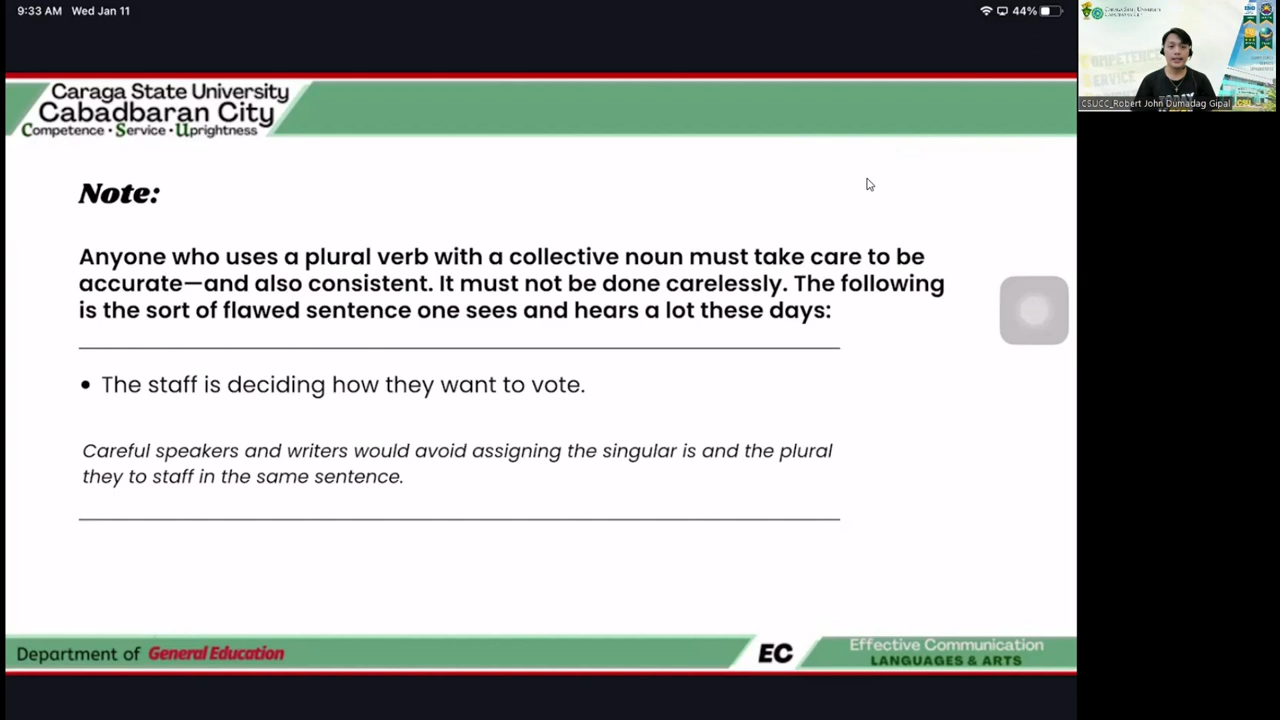 9:33 AM Wed Jan 11
44%
Caraga State University
Cabadbaran City
Competence • Service • Uprightness
Note:
Anyone who uses a plural verb with a collective noun must take care to be
accurate—and also consistent. It must not be done carelessly. The following
is the sort of flawed sentence one sees and hears a lot these days:
• The staff is deciding how they want to vote.
Careful speakers and writers would avoid assigning the singular is and the plural
they to staff in the same sentence.
Department of General Education
EC
Effective Communication
LANGUAGES & ARTS
CSUCC_Robert John Dumadag Gipal